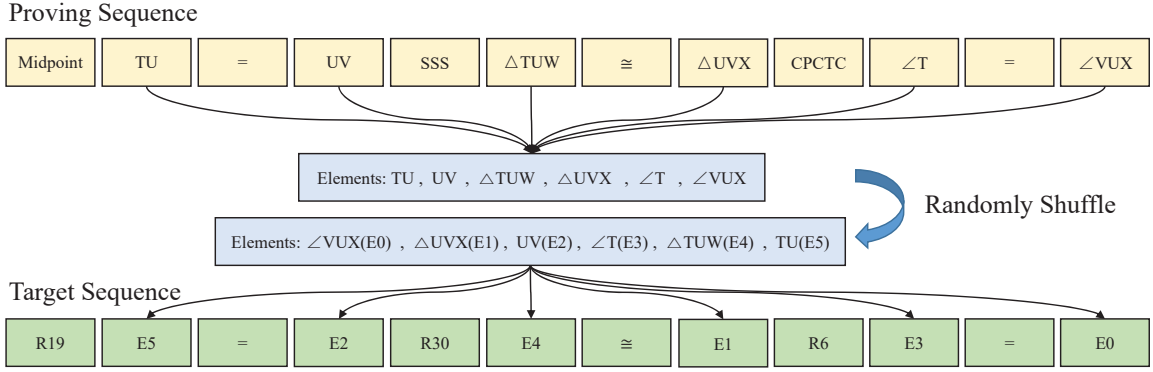 Proving Sequence
Midpoint TU = UV SSS △TUW ≅ △UVX CPCTC ∠T = ∠VUX
Elements: TU , UV , △TUW , △UVX , ∠T , ∠VUX
Randomly Shuffle
Elements: ∠VUX(E0) , △UVX(E1) , UV(E2) , ∠T(E3) , △TUW(E4) , TU(E5)
Target Sequence
R19 E5 = E2 R30 E4 ≅ E1 R6 E3 = E0